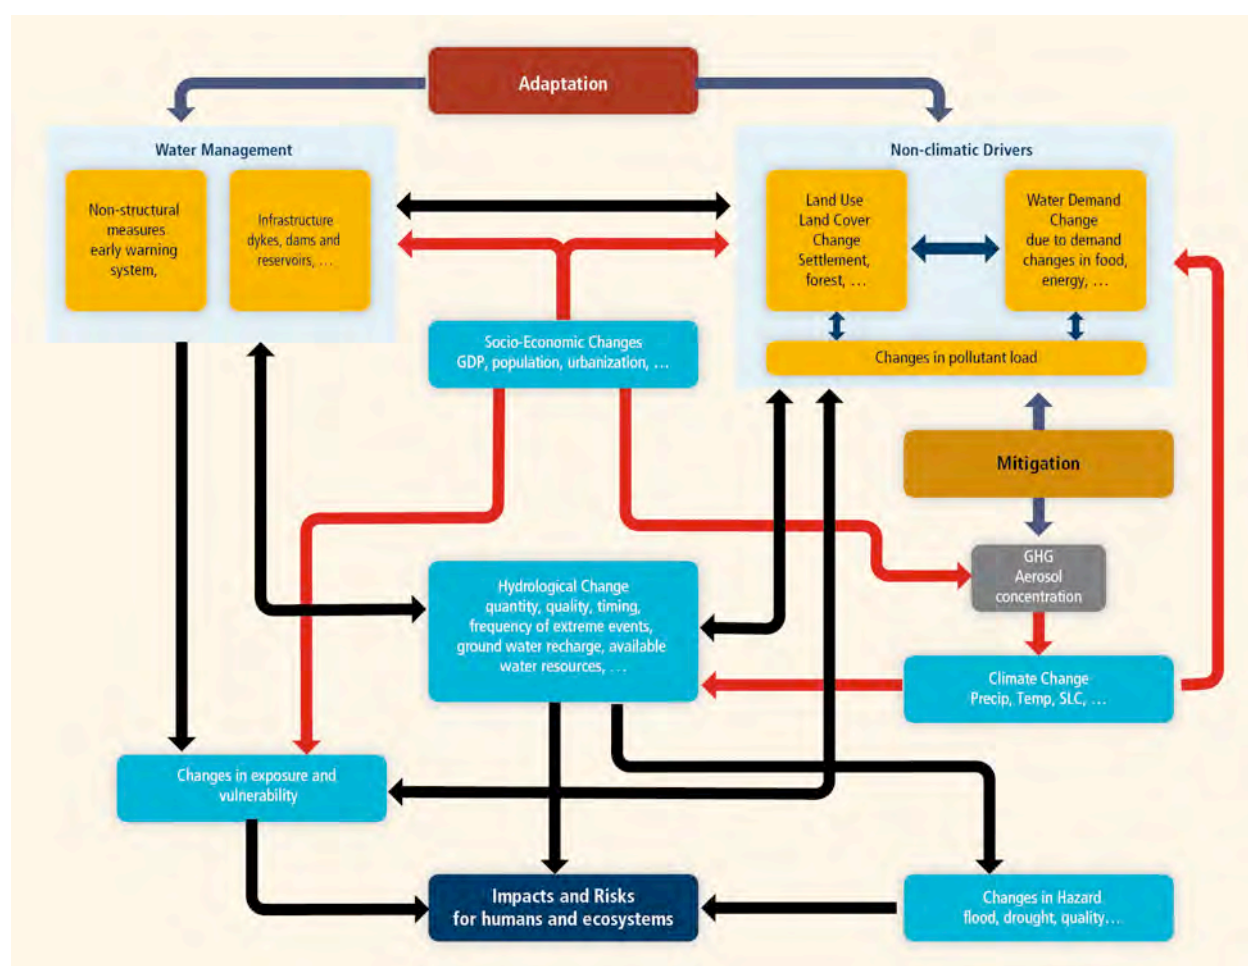 Adaptation
Water Management
Non-structural
measures
early warning
system,
Infrastructure
dykes, dams and
reservoirs, …
Non-climatic Drivers
Land Use
Land Cover
Change
Settlement,
forest, …
Water Demand
Change
due to demand
changes in food,
energy, …
Changes in pollutant load
Socio-Economic Changes
GDP, population, urbanization, …
Mitigation
GHG
Aerosol
concentration
Hydrological Change
quantity, quality, timing,
frequency of extreme events,
ground water recharge, available
water resources, …
Climate Change
Precip, Temp, SLC, …
Changes in exposure and
vulnerability
Impacts and Risks
for humans and ecosystems
Changes in Hazard
flood, drought, quality…